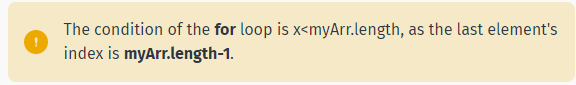 The condition of the for loop is x<myArr.length, as the last element's
index is myArr.length-1.